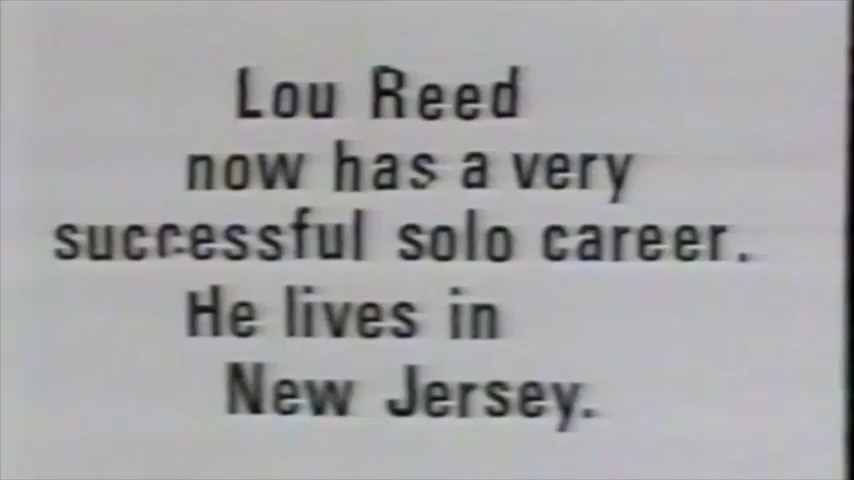 Lou Reed
now has a very
successful solo career.
He lives in
New Jersey.